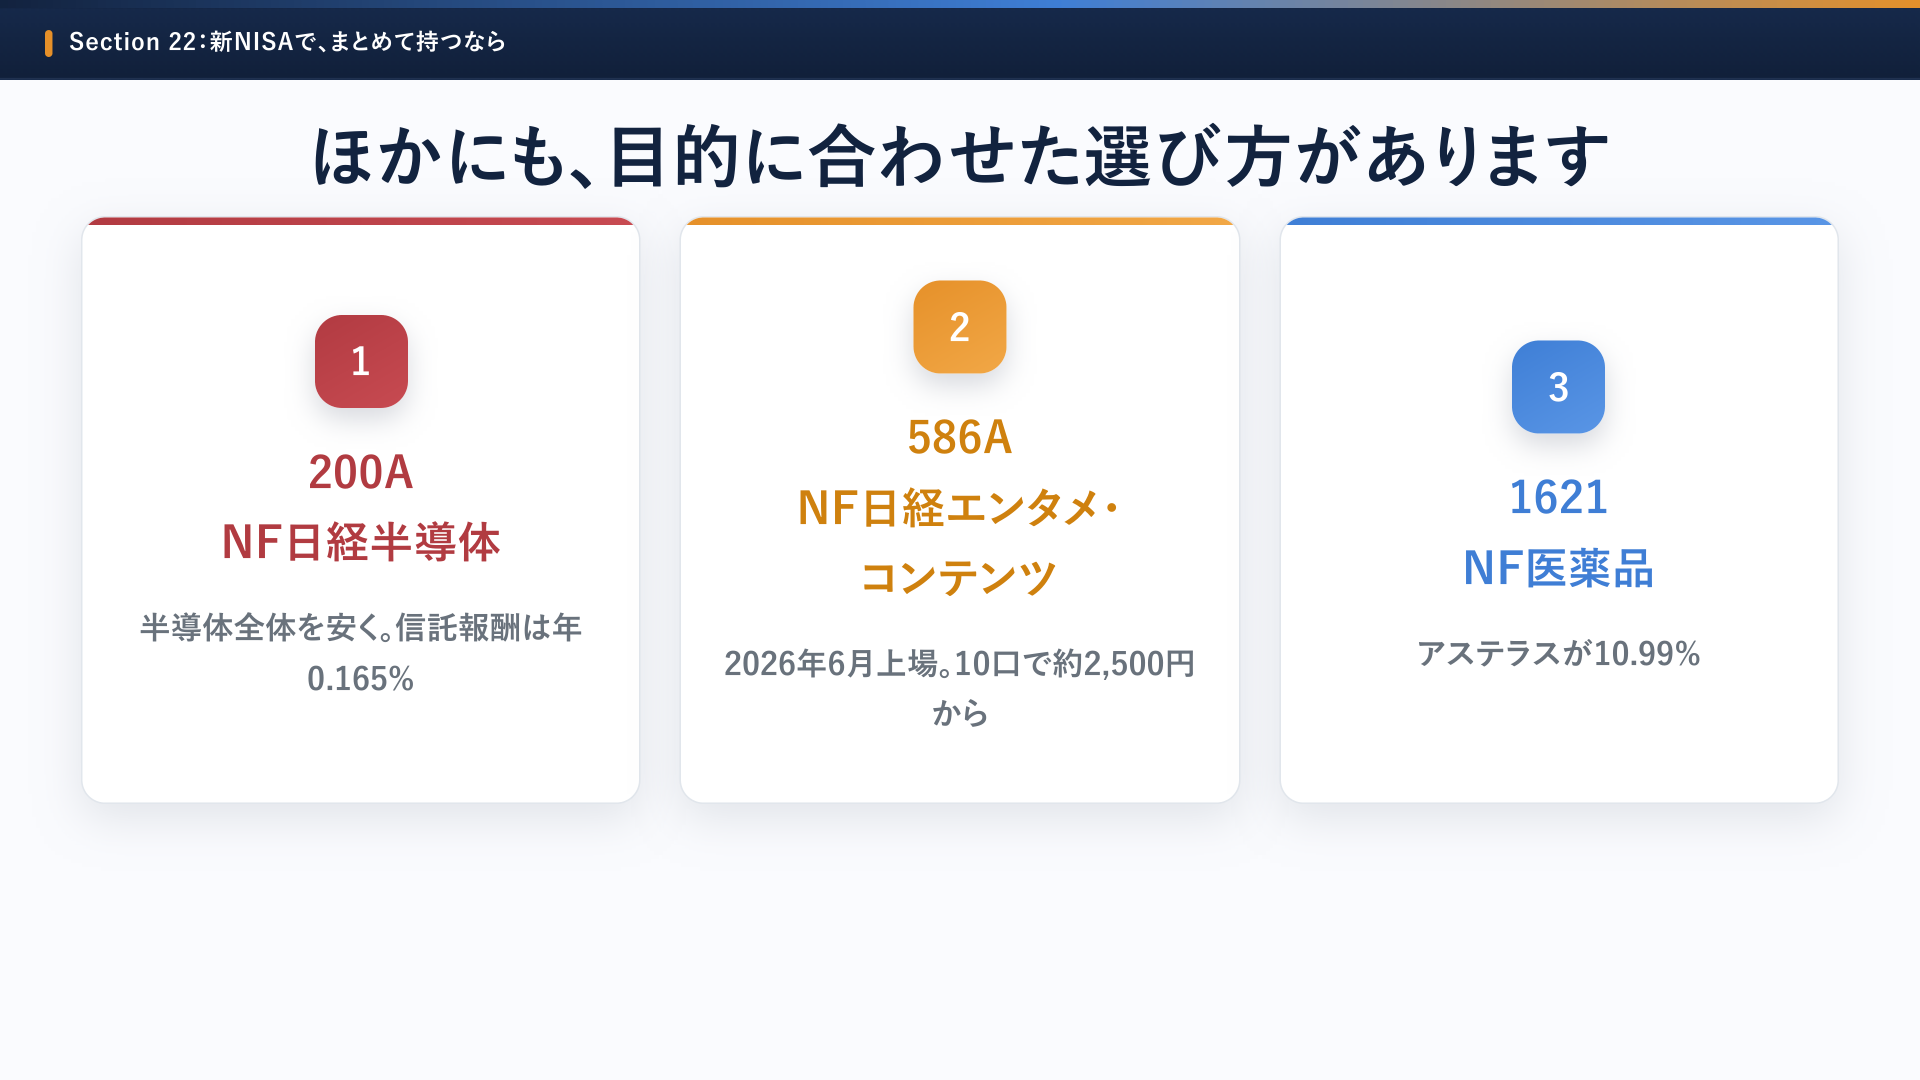 Section 22：新NISAで、まとめて持つなら
ほかにも、目的に合わせた選び方があります
1
200A
NF日経半導体
半導体全体を安く。信託報酬は年
0.165%
2
586A
NF日経エンタメ・
コンテンツ
2026年6月上場。10口で約2,500円
から
3
1621
NF医薬品
アステラスが10.99%